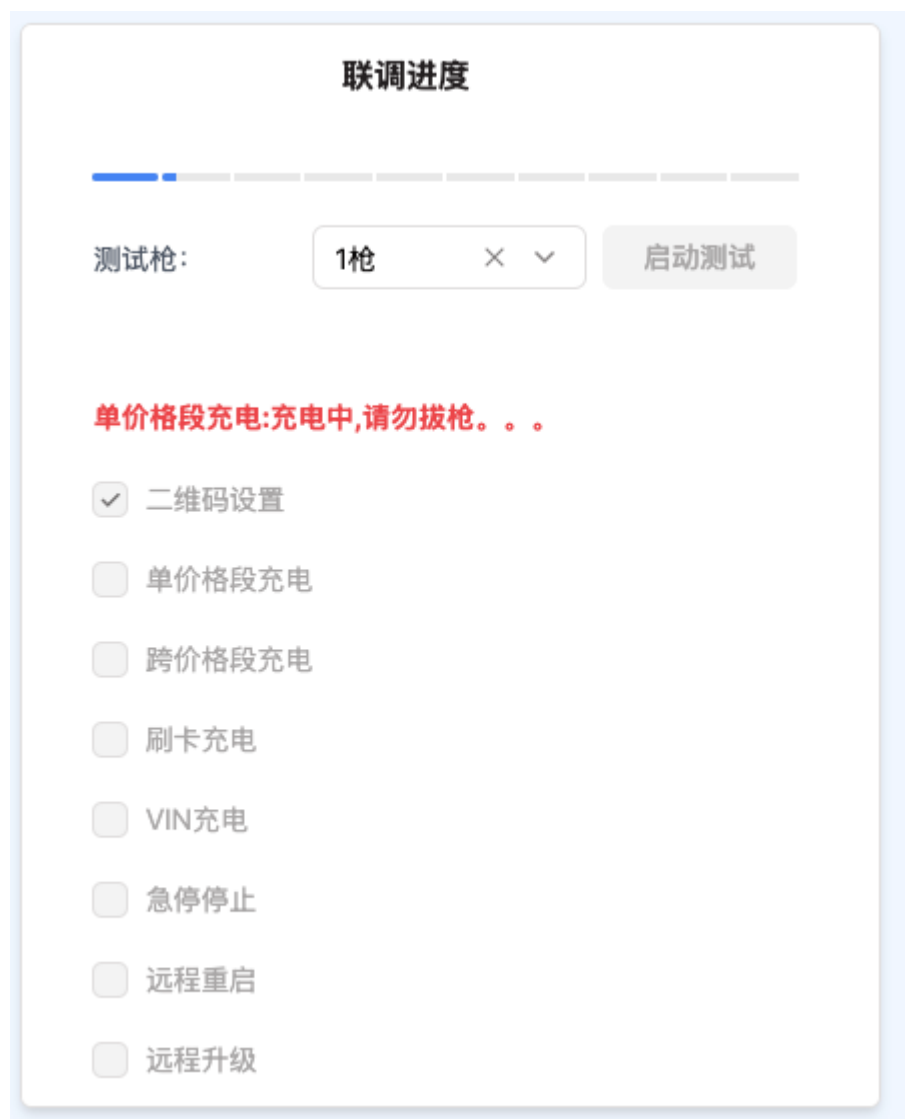 联调进度
测试枪: 1枪 启动测试
单价格段充电:充电中,请勿拔枪。。。
二维码设置
单价格段充电
跨价格段充电
刷卡充电
VIN充电
急停停止
远程重启
远程升级